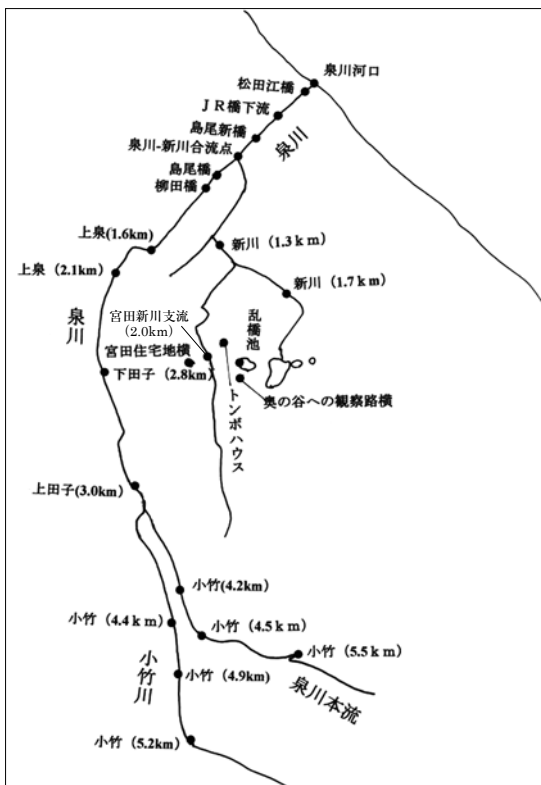 泉川河口
松田江橋
ＪＲ橋下流
島尾新橋
泉川
泉川-新川合流点
島尾橋
柳田橋
上泉(1.6km)
新川（1.3ｋｍ）
上泉（2.1km）
新川（1.7ｋｍ）
泉川
宮田新川支流
（2.0km）
乱橋池
宮田住宅地横
下田子（2.8km）
トンボハウス
奥の谷への観察路横
上田子(3.0km)
小竹(4.2km)
小竹（4.4ｋｍ）
小竹（4.5ｋｍ）
小竹（5.5ｋｍ）
小竹川
小竹（4.9km）
泉川本流
小竹（5.2km）